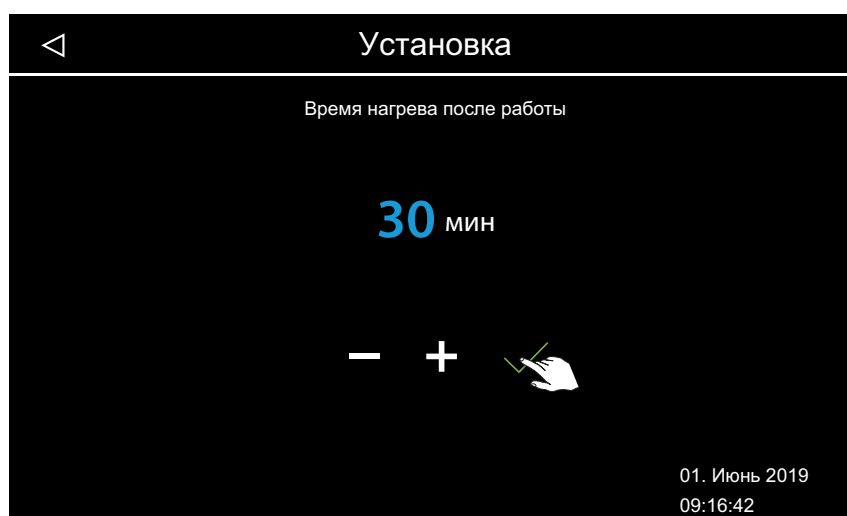 Установка
Время нагрева после работы
30 мин
01. Июнь 2019
09:16:42